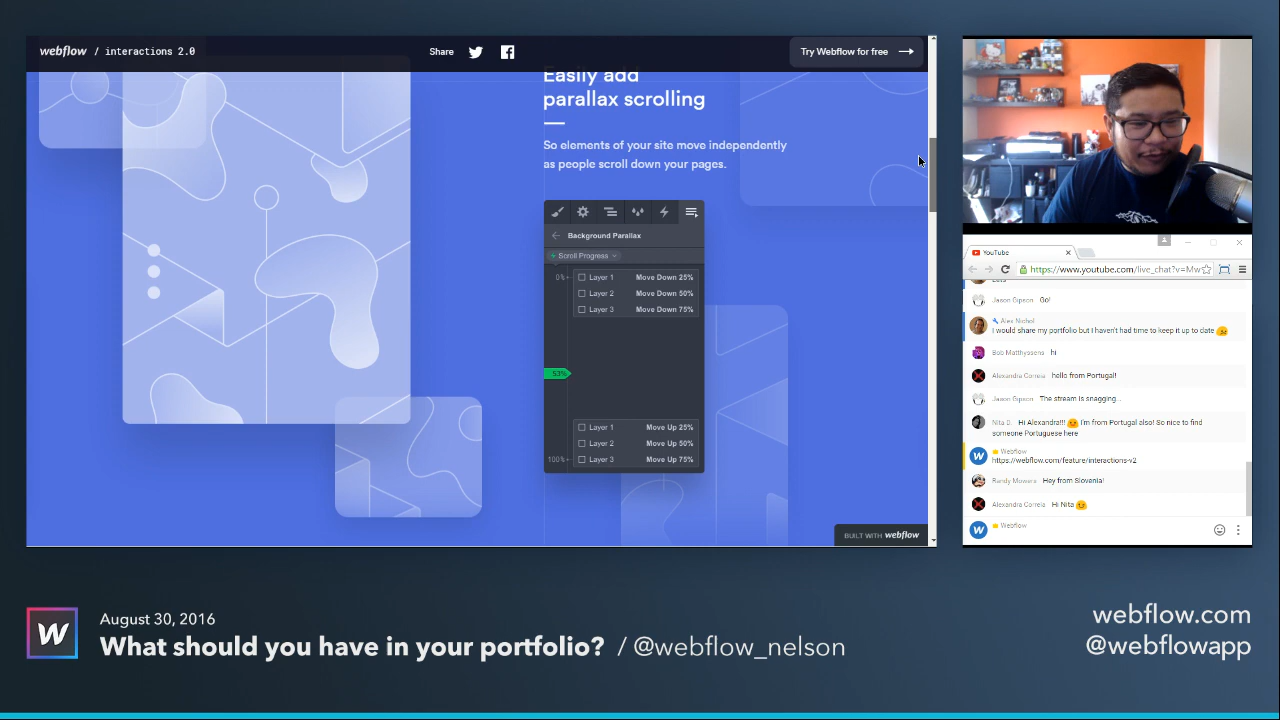 webflow / interactions 2.0
Share
Try Webflow for free
Easily add
parallax scrolling
So elements of your site move independently
as people scroll down your pages.
Background Parallax
Scroll Progress
0%
Layer 1 Move Down 25%
Layer 2 Move Down 50%
Layer 3 Move Down 75%
53%
Layer 1 Move Up 25%
Layer 2 Move Up 50%
100%
Layer 3 Move Up 75%
BUILT WITH webflow
YouTube
https://www.youtube.com/live_chat?v=Mw
Jason Gipson Go!
Alex Nichol
I would share my portfolio but I haven't had time to keep it up to date
Bob Matthyssens hi
Alexandra Correia hello from Portugal!
Jason Gipson The stream is snagging...
Nita D. Hi Alexandra!!! I'm from Portugal also! So nice to find
someone Portuguese here
Webflow
https://webflow.com/feature/interactions-v2
Randy Mowers Hey from Slovenia!
Alexandra Correia Hi Nita
Webflow
August 30, 2016
What should you have in your portfolio? / @webflow_nelson
webflow.com
@webflowapp